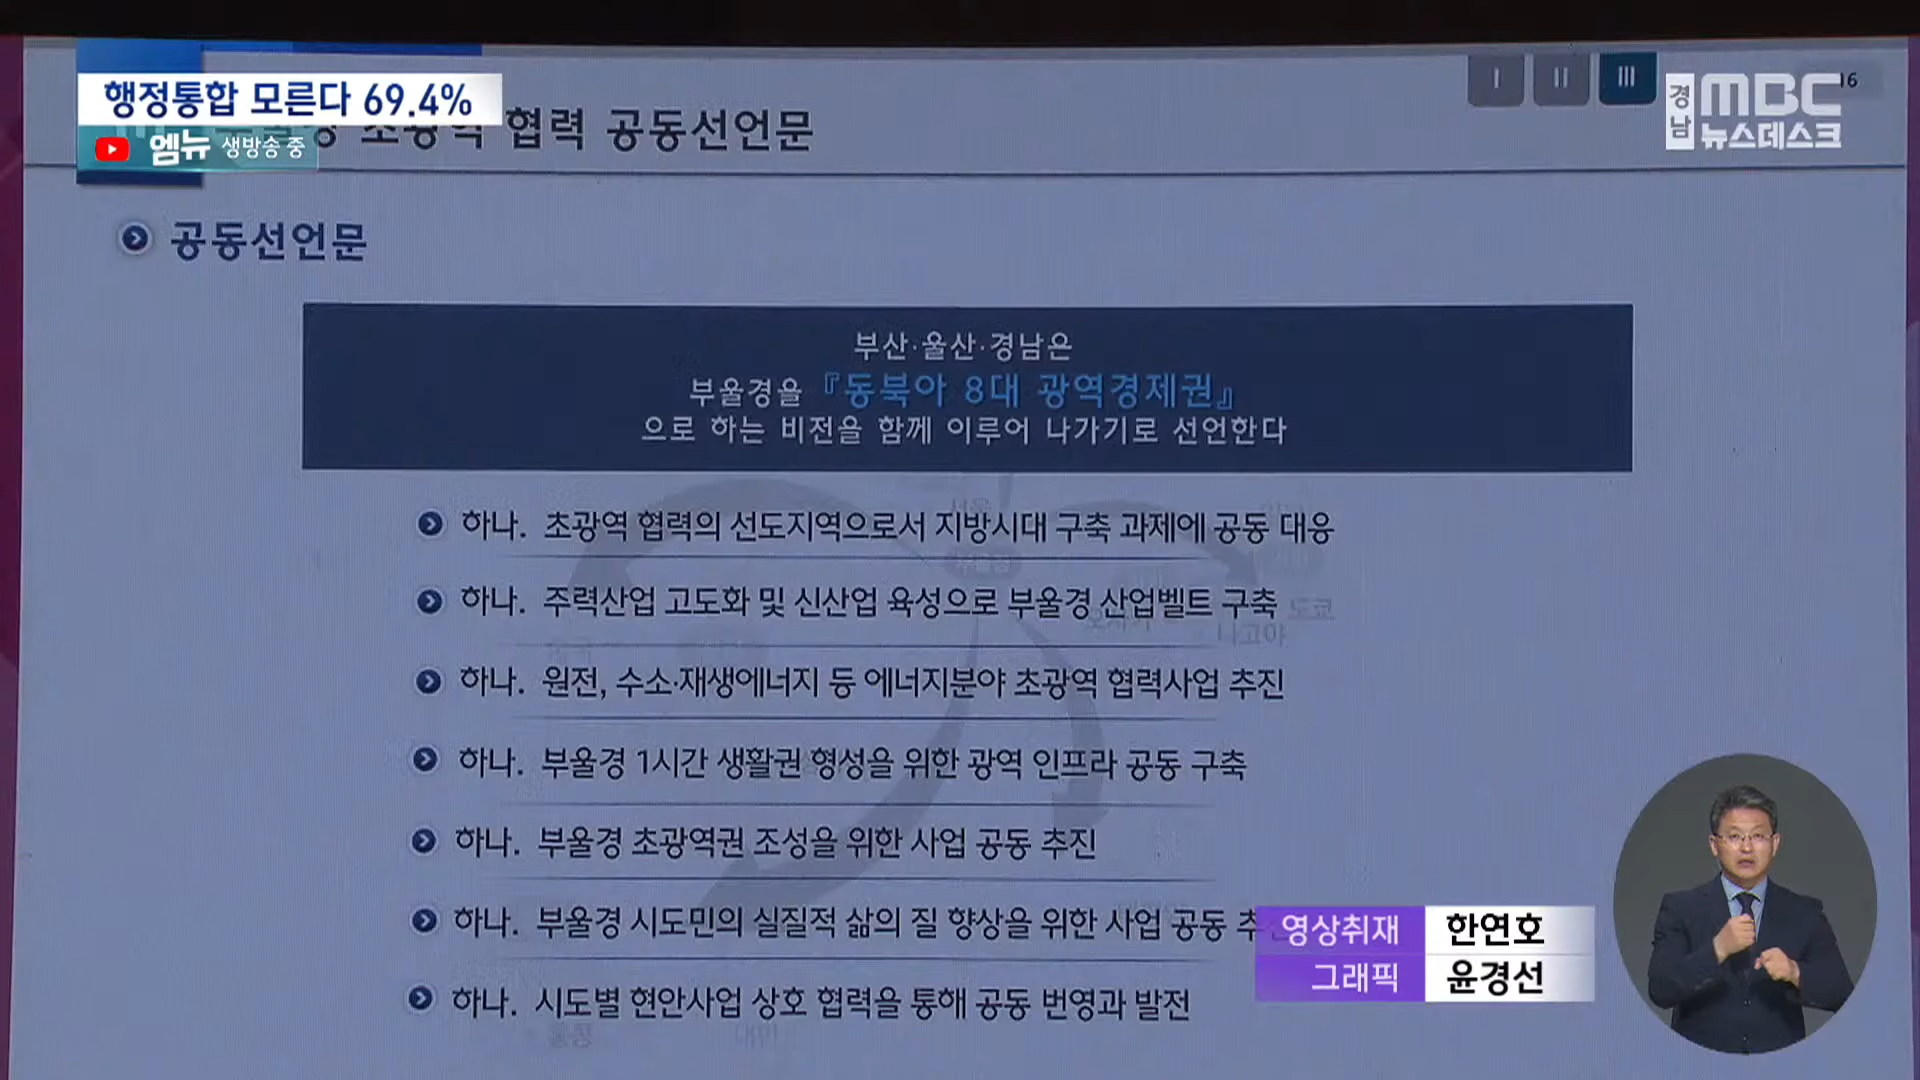 행정통합 모른다 69.4%
엠뉴 생방송 중
협력 공동선언문
I II III 16
경남 MBC
뉴스데스크
공동선언문
부산·울산·경남은
부울경을 『동북아 8대 광역경제권』
으로 하는 비전을 함께 이루어 나가기로 선언한다
하나. 초광역 협력의 선도지역으로서 지방시대 구축 과제에 공동 대응
하나. 주력산업 고도화 및 신산업 육성으로 부울경 산업벨트 구축
도쿄
나고야
하나. 원전, 수소·재생에너지 등 에너지분야 초광역 협력사업 추진
하나. 부울경 1시간 생활권 형성을 위한 광역 인프라 공동 구축
하나. 부울경 초광역권 조성을 위한 사업 공동 추진
하나. 부울경 시도민의 실질적 삶의 질 향상을 위한 사업 공동
하나. 시도별 현안사업 상호 협력을 통해 공동 번영과 발전
영상취재 한연호
그래픽 윤경선